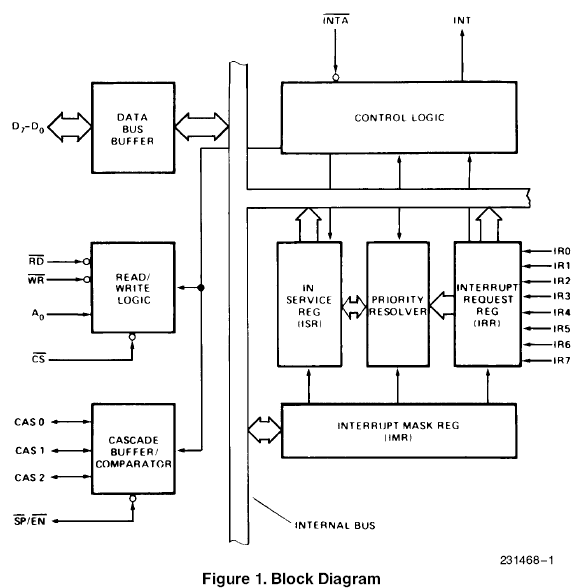 INTA
INT
DATA
BUS
BUFFER
D7-D0
CONTROL LOGIC
RD
WR
A0
CS
READ/
WRITE
LOGIC
IN
SERVICE
REG
(ISR)
PRIORITY
RESOLVER
INTERRUPT
REQUEST
REG
(IRR)
IR0
IR1
IR2
IR3
IR4
IR5
IR6
IR7
CAS 0
CAS 1
CAS 2
CASCADE
BUFFER/
COMPARATOR
INTERRUPT MASK REG
(IMR)
SP/EN
INTERNAL BUS
231468-1
Figure 1. Block Diagram